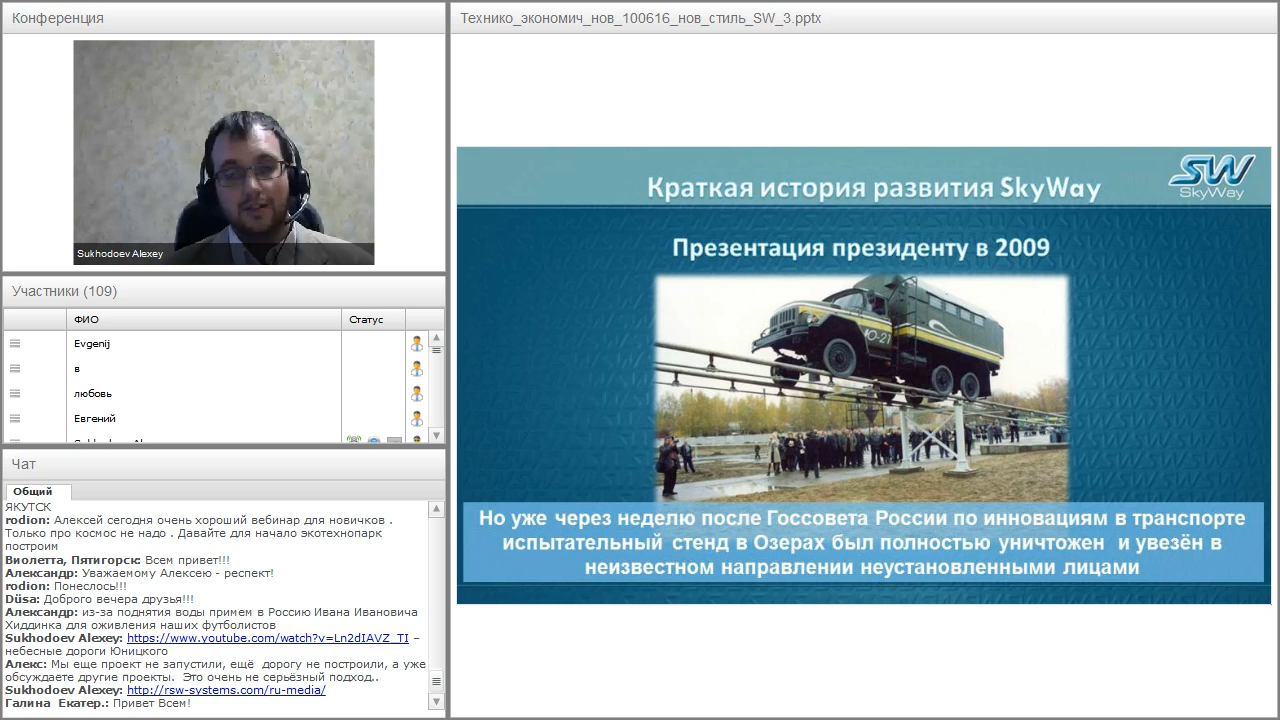 Конференция
Sukhodoev Alexey
Участники (109)
ФИО
Статус
Evgenij
в
любовь
Евгений
Чат
Общий
ЯКУТСК
rodion: Алексей сегодня очень хороший вебинар для новичков .
Только про космос не надо . Давайте для начало экотехнопарк
построим
Виолетта, Пятигорск: Всем привет!!!
Александр: Уважаемому Алексею - респект!
rodion: Понеслось!!!
Düsa: Доброго вечера друзья!!!
Александр: из-за поднятия воды примем в Россию Ивана Ивановича
Хиддинка для оживления наших футболистов
Sukhodoev Alexey: https://www.youtube.com/watch?v=Ln2dIAVZ_TI –
небесные дороги Юницкого
Алекс: Мы еще проект не запустили, ещё дорогу не построили, а уже
обсуждаете другие проекты. Это очень не серьёзный подход..
Sukhodoev Alexey: http://rsw-systems.com/ru-media/
Галина Екатер.: Привет Всем!
Технико_экономич_нов_100616_нов_стиль_SW_3.pptx
Краткая история развития SkyWay
SW
SkyWay
Презентация президенту в 2009
Ю-21
Но уже через неделю после Госсовета России по инновациям в транспорте
испытательный стенд в Озерах был полностью уничтожен и увезён в
неизвестном направлении неустановленными лицами